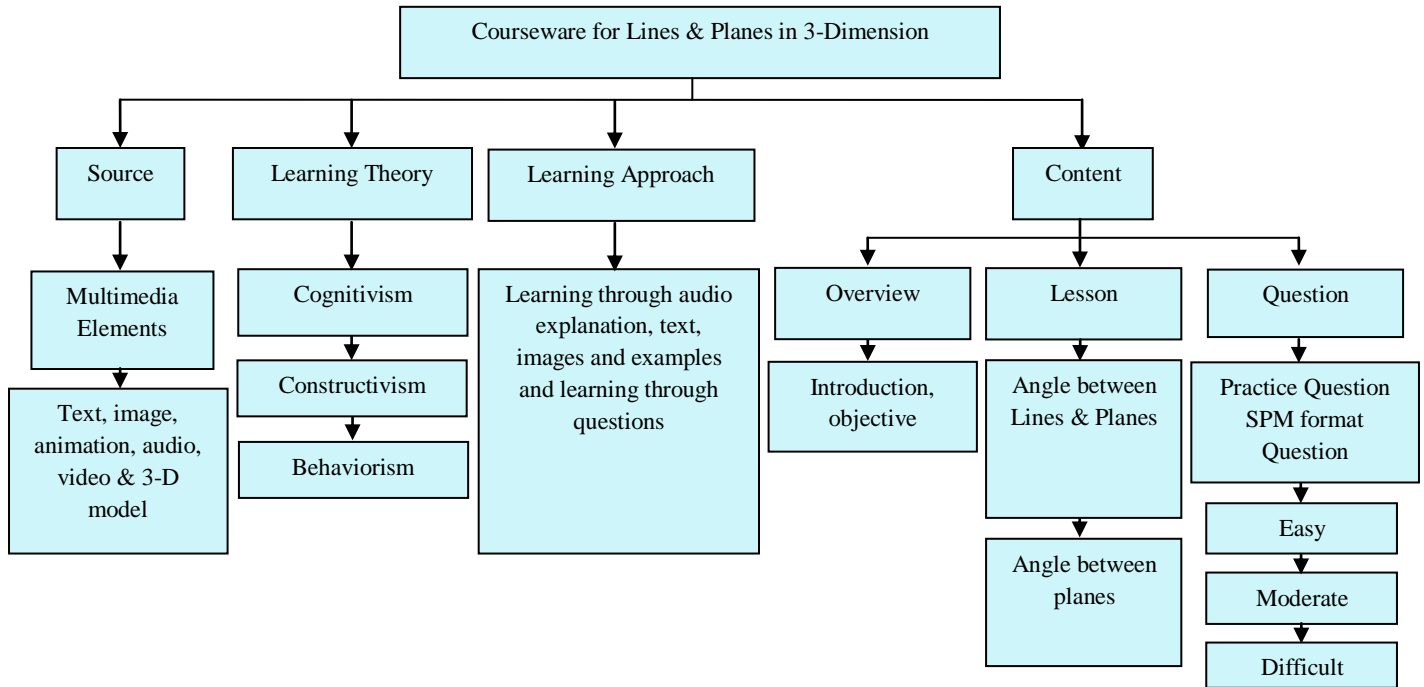 Courseware for Lines & Planes in 3-Dimension
Source
Learning Theory
Learning Approach
Content
Multimedia
Elements
Text, image,
animation, audio,
video & 3-D
model
Cognitivism
Constructivism
Behaviorism
Learning through audio
explanation, text,
images and examples
and learning through
questions
Overview
Introduction,
objective
Lesson
Angle between
Lines & Planes
Angle between
planes
Question
Practice Question
SPM format
Question
Easy
Moderate
Difficult